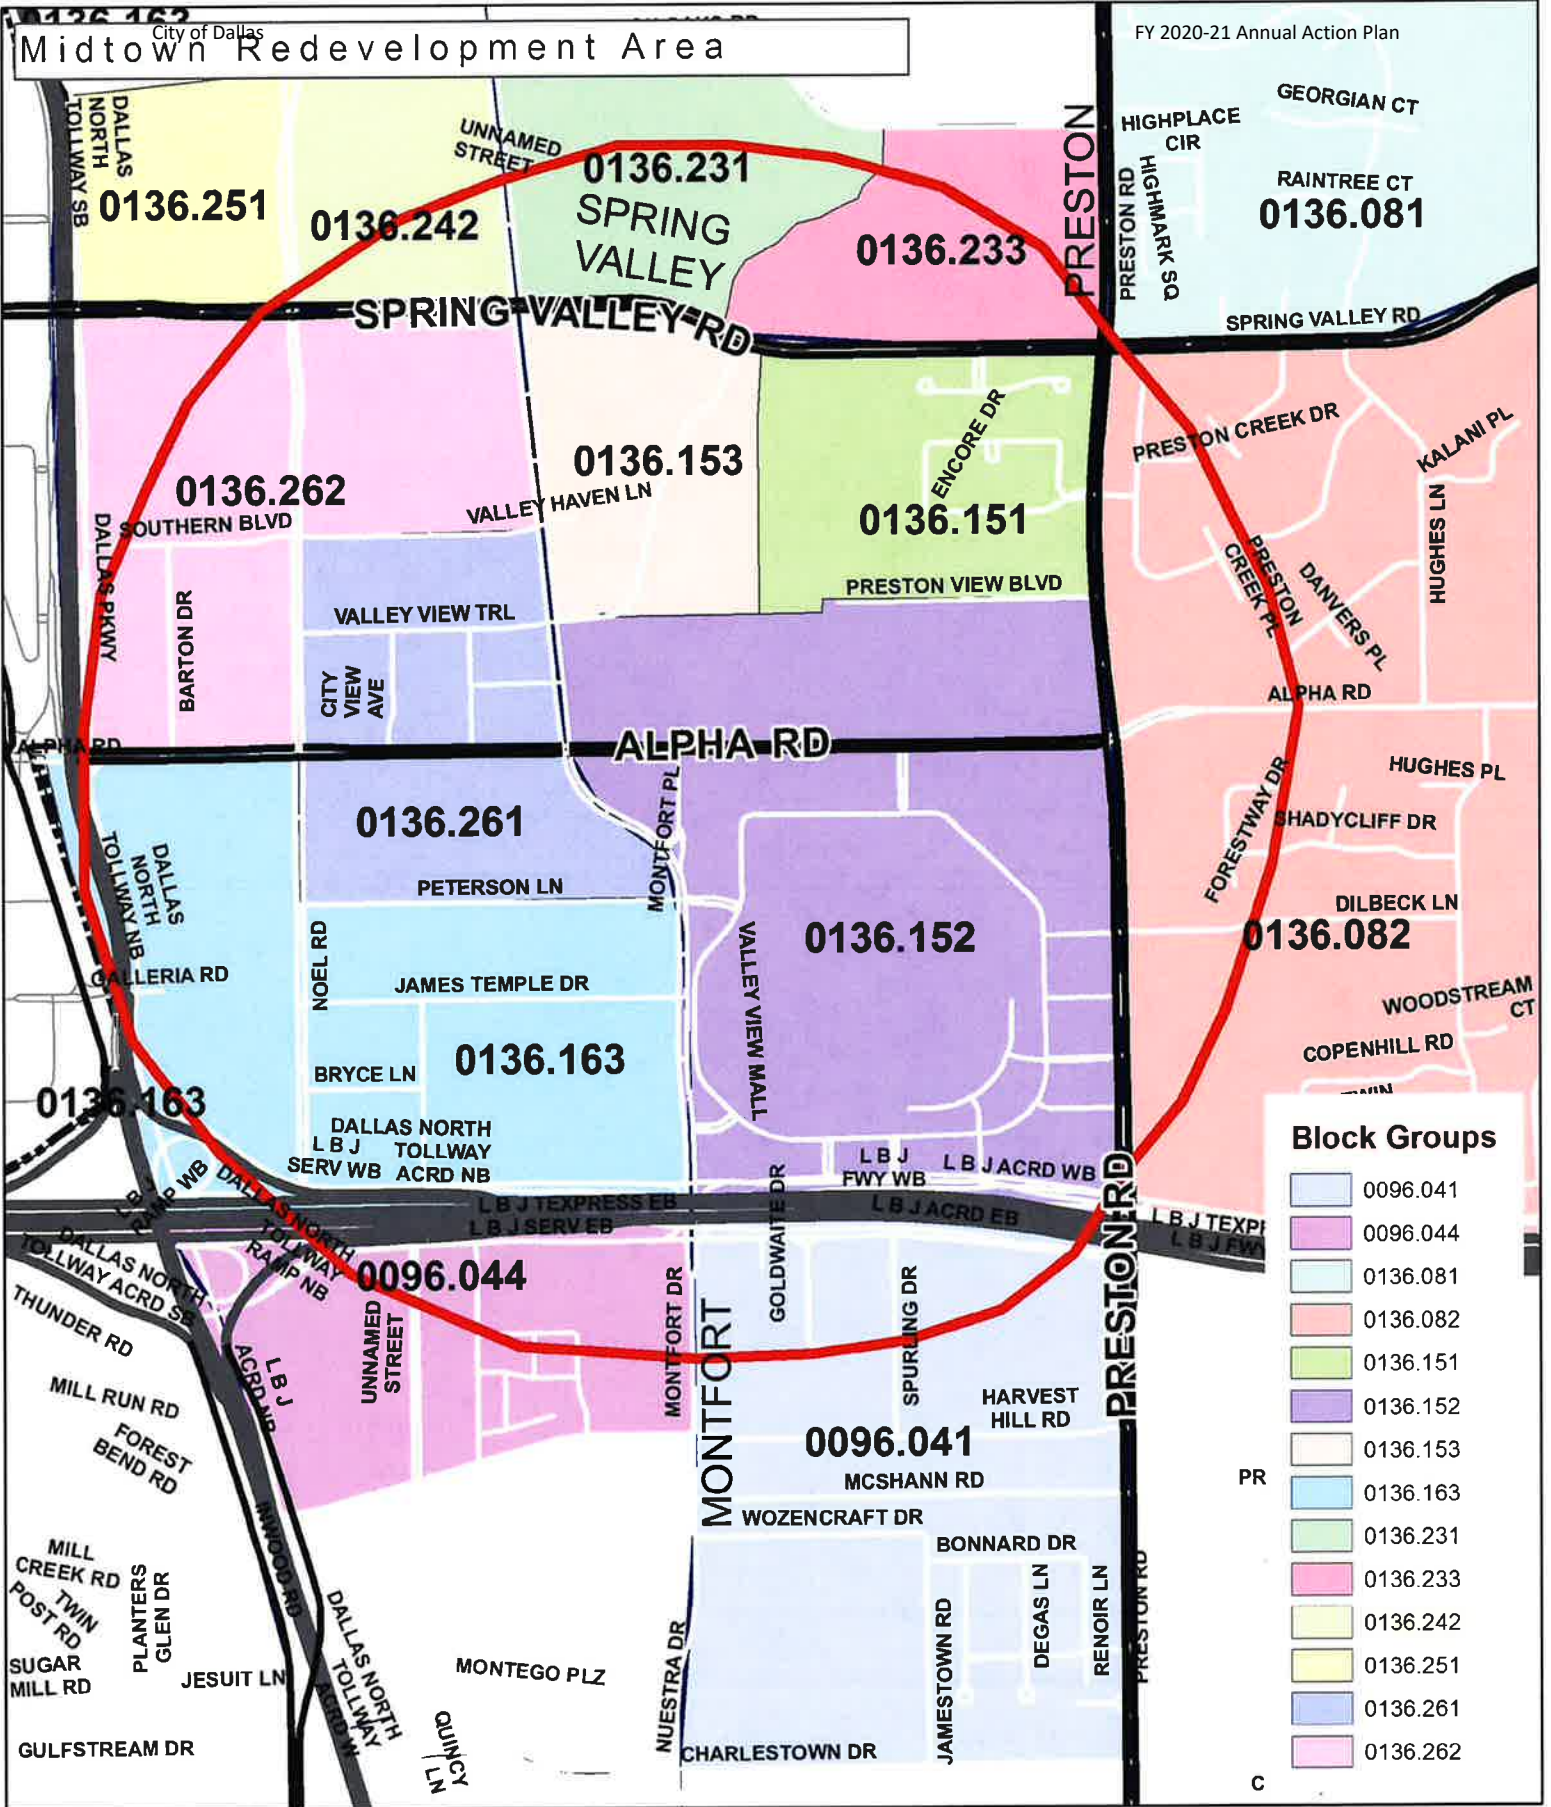 0136.163
City of Dallas
FY 2020-21 Annual Action Plan
Midtown Redevelopment Area
DALLAS
NORTH
TOLLWAY SB
UNNAMED
STREET
0136.231
SPRING
VALLEY
0136.251
0136.242
0136.233
PRESTON
PRESTON RD
HIGHPLACE
CIR
HIGHMARK SQ
GEORGIAN CT
RAINTREE CT
0136.081
SPRING VALLEY RD
SPRING VALLEY RD
PRESTON CREEK DR
KALANI PL
HUGHES LN
ENCORE DR
0136.153
0136.262
VALLEY HAVEN LN
SOUTHERN BLVD
0136.151
PRESTON VIEW BLVD
PRESTON
CREEK PL
DANVERS PL
DALLAS PKWY
BARTON DR
VALLEY VIEW TRL
CITY
VIEW
AVE
ALPHA RD
ALPHA RD
ALPHA RD
HUGHES PL
FORESTWAY DR
SHADYCLIFF DR
MONTFORT PL
0136.261
PETERSON LN
DALLAS
NORTH
TOLLWAY NB
DILBECK LN
0136.082
0136.152
VALLEY VIEW MALL
NOEL RD
GALLERIA RD
JAMES TEMPLE DR
WOODSTREAM
CT
COPENHILL RD
TWIN
BRYCE LN
0136.163
0136.163
DALLAS NORTH
TOLLWAY
ACRD NB
L B J
SERV WB
L B J
FWY WB
L B J ACRD WB
L B J
RAMP WB
DALLAS NORTH
TOLLWAY
RAMP NB
L B J TEXPRESS EB
L B J SERV EB
L B J ACRD EB
L B J TEXPR
L B J FWY
GOLDWAITE DR
PRESTON RD
DALLAS NORTH
TOLLWAY ACRD SB
0096.044
UNNAMED
STREET
MONTFORT DR
MONTFORT
SPURLING DR
THUNDER RD
L B J
ACRD NB
MILL RUN RD
FOREST
BEND RD
HARVEST
HILL RD
0096.041
MCSHANN RD
WOZENCRAFT DR
BONNARD DR
PR
INWOOD RD
MILL
CREEK RD
TWIN
POST RD
PLANTERS
GLEN DR
SUGAR
MILL RD
JESUIT LN
DALLAS NORTH
TOLLWAY
ACRD W
MONTEGO PLZ
QUINCY
LN
NUESTRA DR
JAMESTOWN RD
DEGAS LN
RENOIR LN
PRESTON RD
GULFSTREAM DR
CHARLESTOWN DR
C
Block Groups
0096.041
0096.044
0136.081
0136.082
0136.151
0136.152
0136.153
0136.163
0136.231
0136.233
0136.242
0136.251
0136.261
0136.262